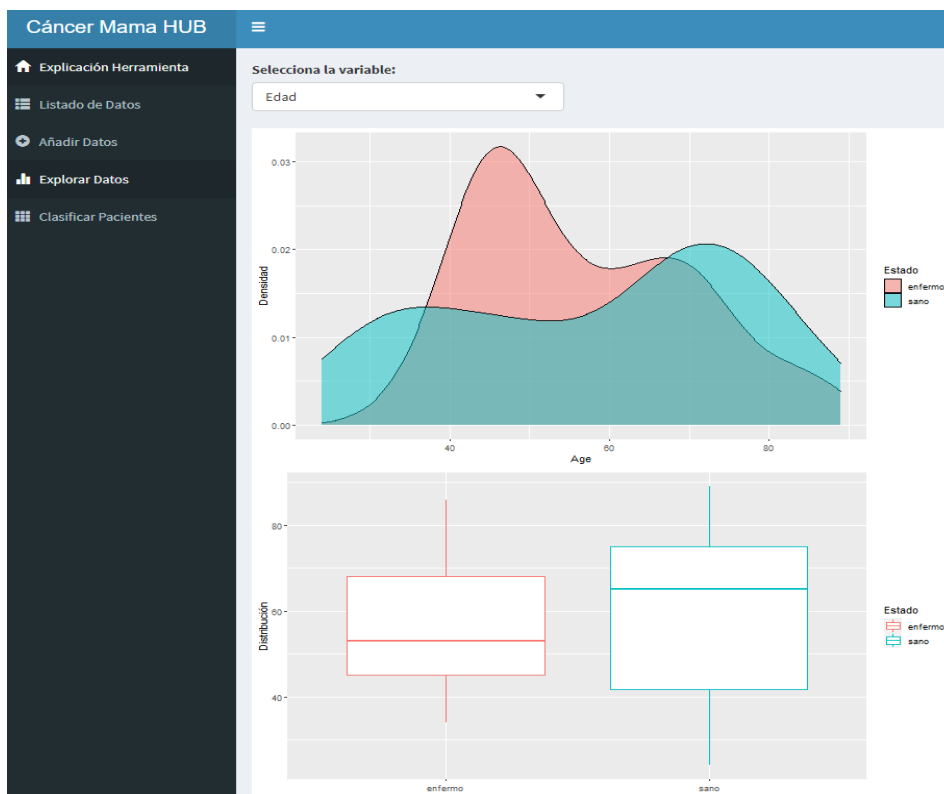 Cáncer Mama HUB
Explicación Herramienta
Listado de Datos
Añadir Datos
Explorar Datos
Clasificar Pacientes
Selecciona la variable:
Edad
Densidad
0.03
0.02
0.01
0.00
40
60
80
Age
Estado
enfermo
sano
Distribución
80
60
40
enfermo
sano
Estado
enfermo
sano